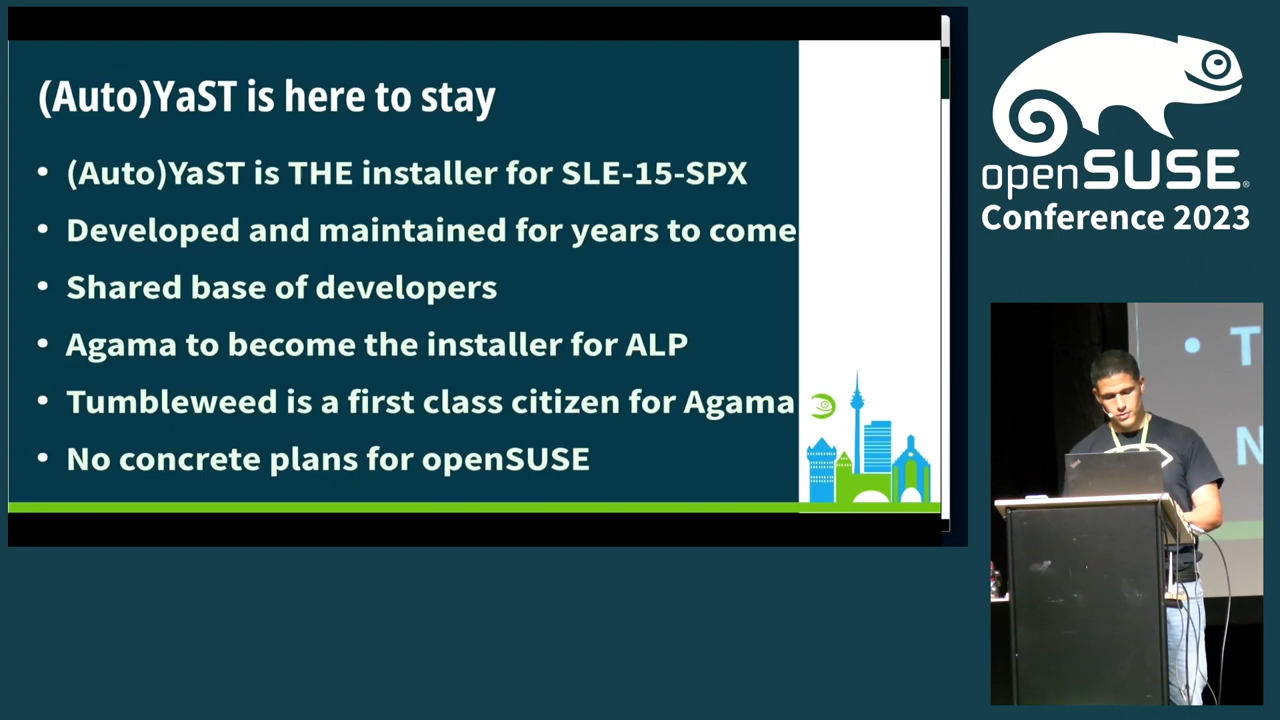 (Auto)YaST is here to stay
• (Auto)YaST is THE installer for SLE-15-SPX
• Developed and maintained for years to come
• Shared base of developers
• Agama to become the installer for ALP
• Tumbleweed is a first class citizen for Agama
• No concrete plans for openSUSE
openSUSE®
Conference 2023
• T
N